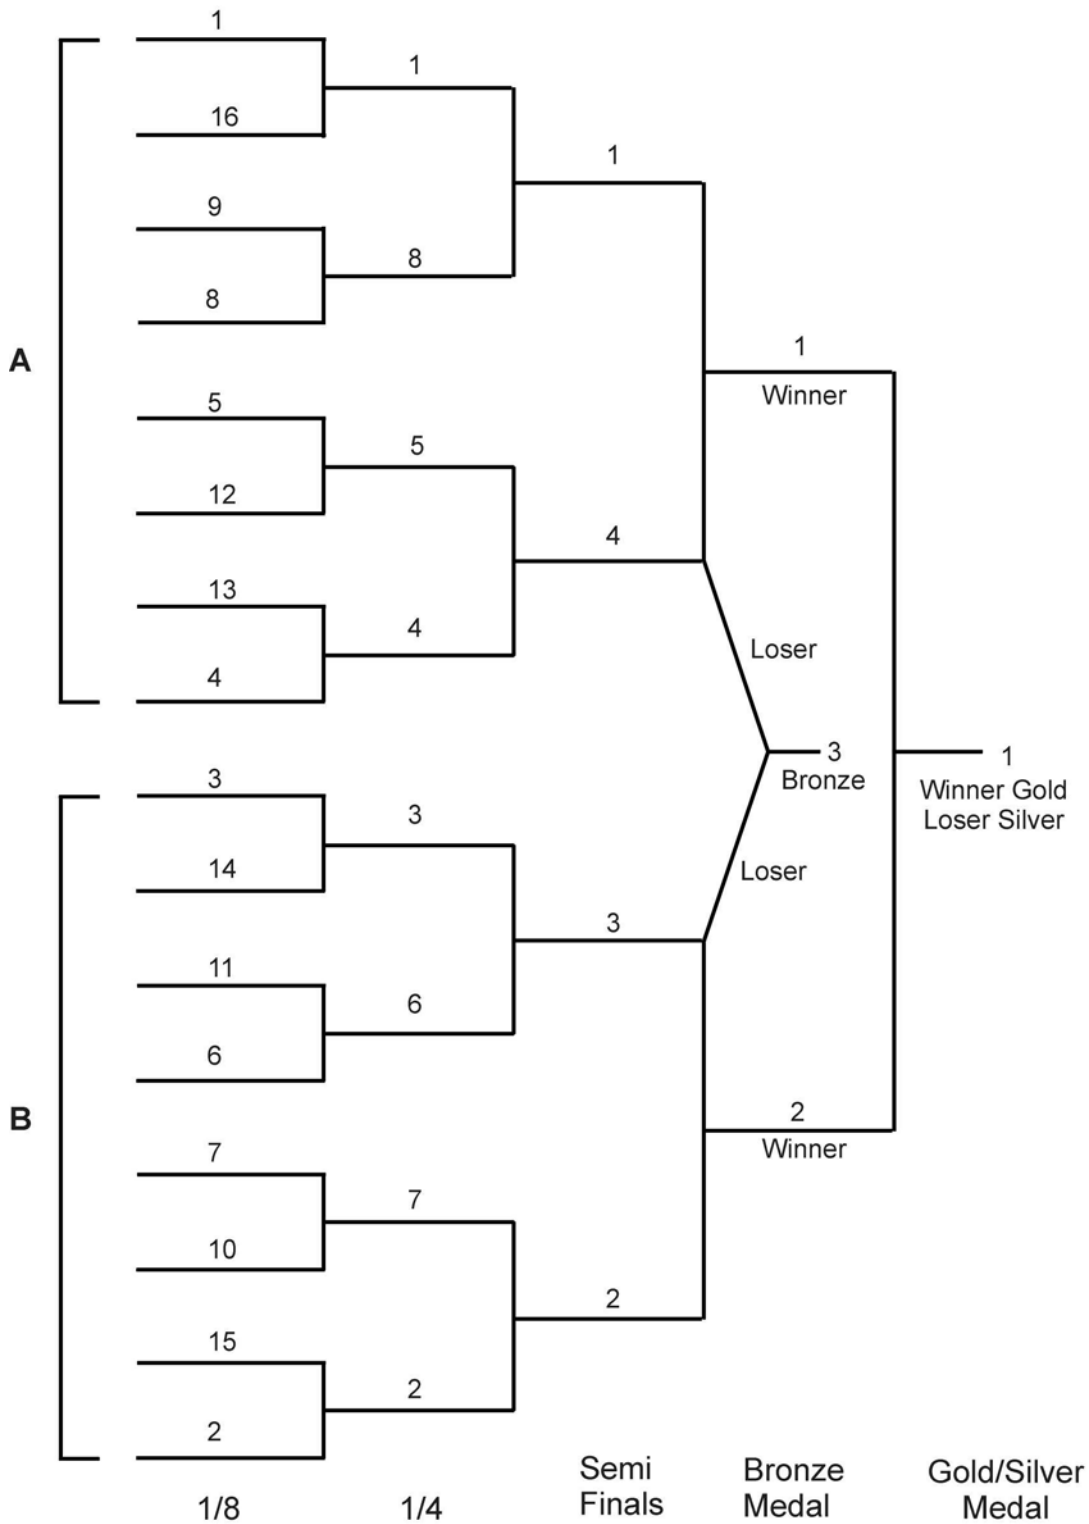 1
1
16
1
9
8
8
1
Winner
A
5
5
12
4
13
4
Loser
4
3
Bronze
1
Winner Gold
Loser Silver
3
3
14
Loser
3
11
6
6
B
2
Winner
7
7
10
2
15
2
2
Semi
Finals
Bronze
Medal
Gold/Silver
Medal
1/8
1/4